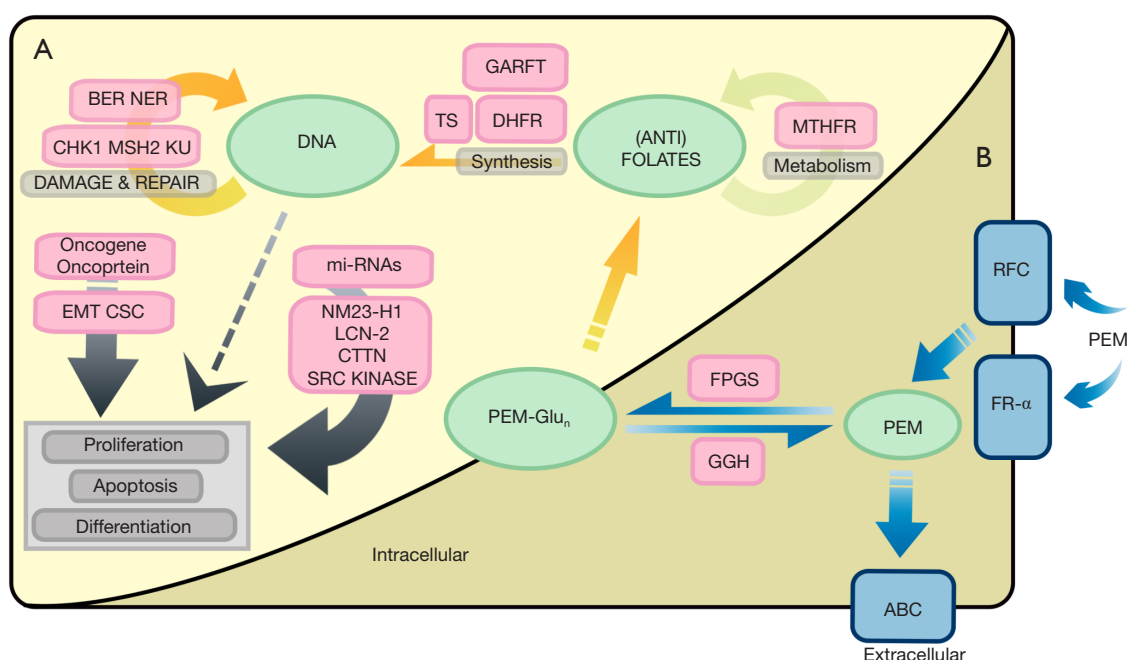 A
BER NER
CHK1 MSH2 KU
DAMAGE & REPAIR
DNA
GARFT
TS
DHFR
Synthesis
(ANTI)
FOLATES
MTHFR
Metabolism
B
Oncogene
Oncoprtein
EMT CSC
mi-RNAs
NM23-H1
LCN-2
CTTN
SRC KINASE
Proliferation
Apoptosis
Differentiation
PEM-Gluₙ
FPGS
GGH
PEM
RFC
FR-α
PEM
Intracellular
ABC
Extracellular